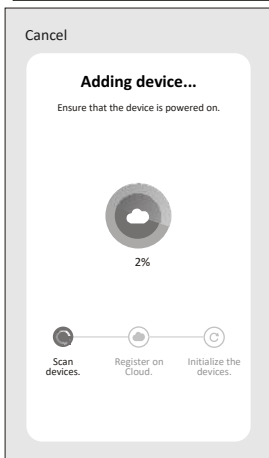 Cancel
Adding device...
Ensure that the device is powered on.
2%
Scan
devices.
Register on
Cloud.
Initialize the
devices.